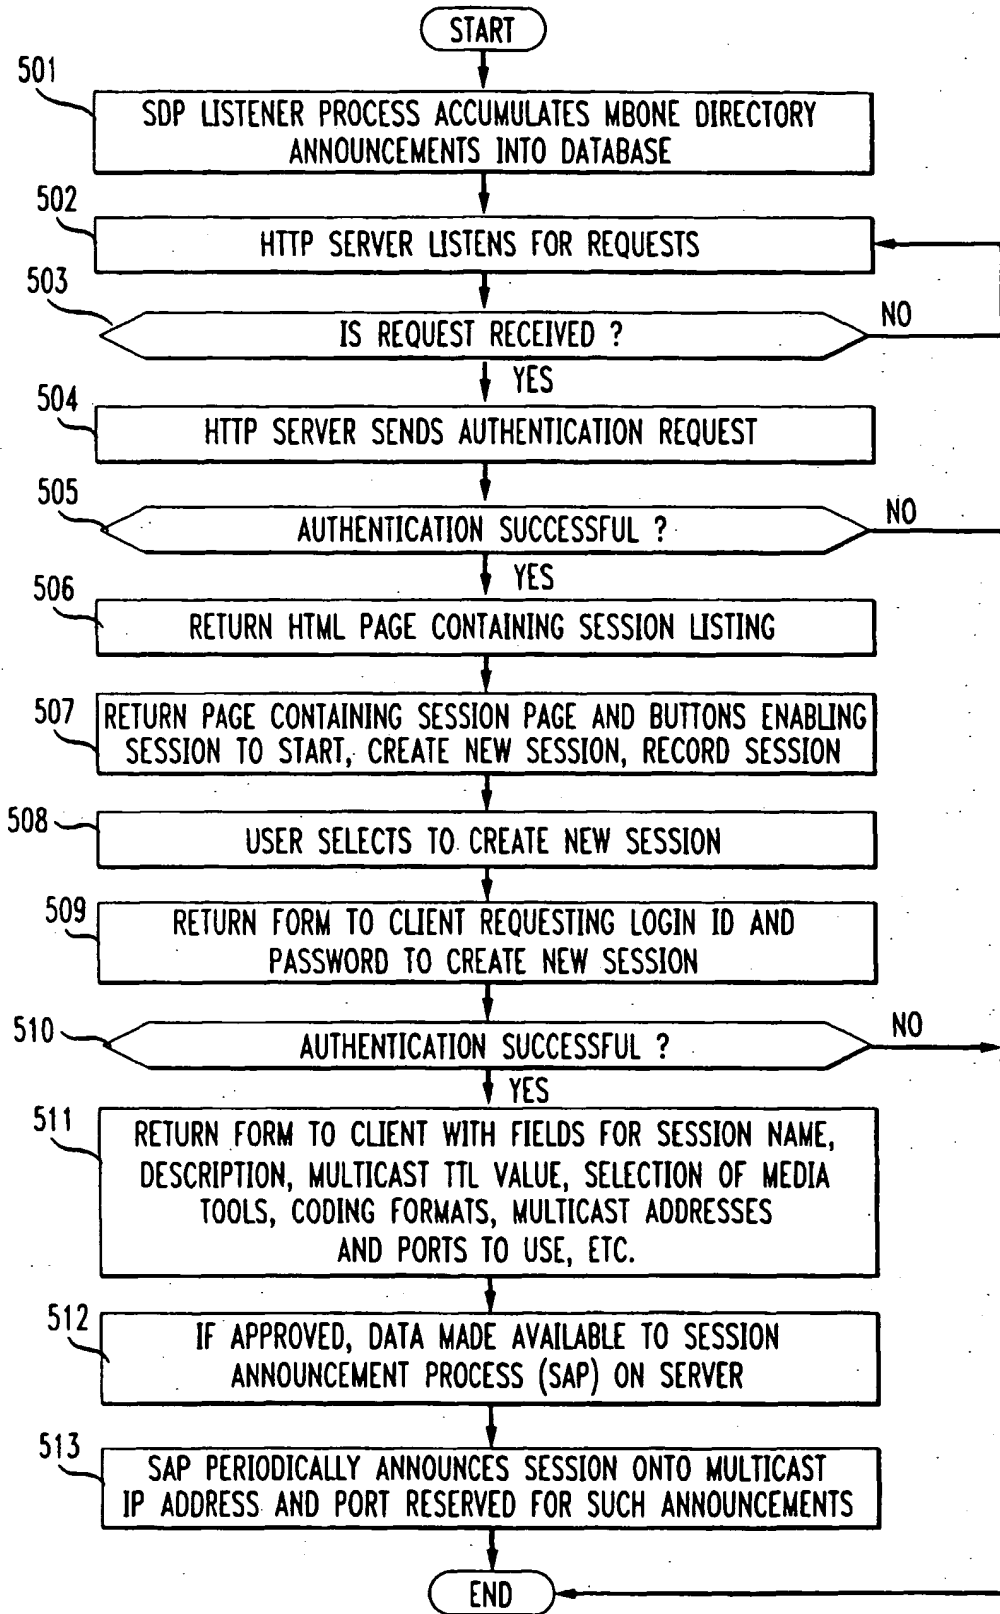 START
501
SDP LISTENER PROCESS ACCUMULATES MBONE DIRECTORY
ANNOUNCEMENTS INTO DATABASE
502
HTTP SERVER LISTENS FOR REQUESTS
503
IS REQUEST RECEIVED ?
NO
YES
504
HTTP SERVER SENDS AUTHENTICATION REQUEST
505
AUTHENTICATION SUCCESSFUL ?
NO
YES
506
RETURN HTML PAGE CONTAINING SESSION LISTING
507
RETURN PAGE CONTAINING SESSION PAGE AND BUTTONS ENABLING
SESSION TO START, CREATE NEW SESSION, RECORD SESSION
508
USER SELECTS TO CREATE NEW SESSION
509
RETURN FORM TO CLIENT REQUESTING LOGIN ID AND
PASSWORD TO CREATE NEW SESSION
510
AUTHENTICATION SUCCESSFUL ?
NO
YES
511
RETURN FORM TO CLIENT WITH FIELDS FOR SESSION NAME,
DESCRIPTION, MULTICAST TTL VALUE, SELECTION OF MEDIA
TOOLS, CODING FORMATS, MULTICAST ADDRESSES
AND PORTS TO USE, ETC.
512
IF APPROVED, DATA MADE AVAILABLE TO SESSION
ANNOUNCEMENT PROCESS (SAP) ON SERVER
513
SAP PERIODICALLY ANNOUNCES SESSION ONTO MULTICAST
IP ADDRESS AND PORT RESERVED FOR SUCH ANNOUNCEMENTS
END